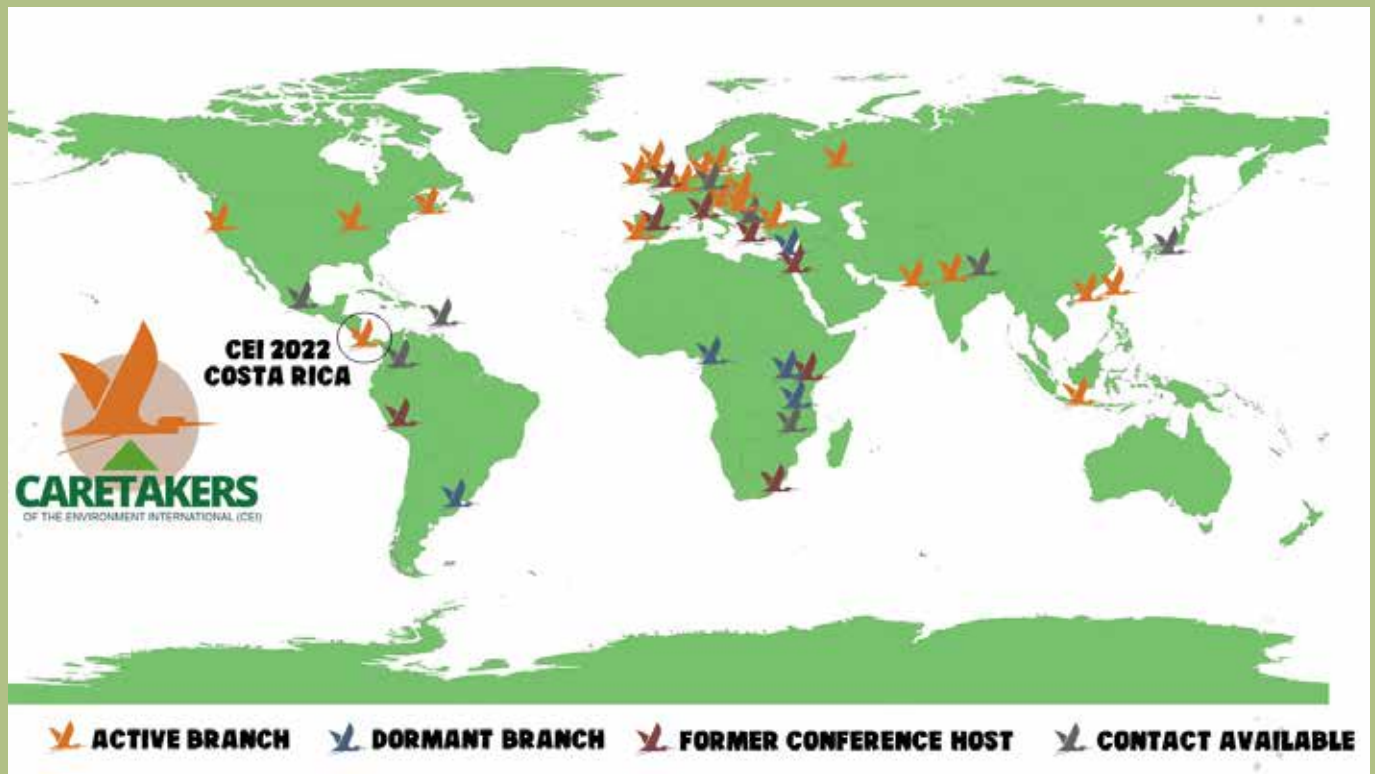 CEI 2022
COSTA RICA
CARETAKERS
OF THE ENVIRONMENT INTERNATIONAL (CEI)
ACTIVE BRANCH
DORMANT BRANCH
FORMER CONFERENCE HOST
CONTACT AVAILABLE